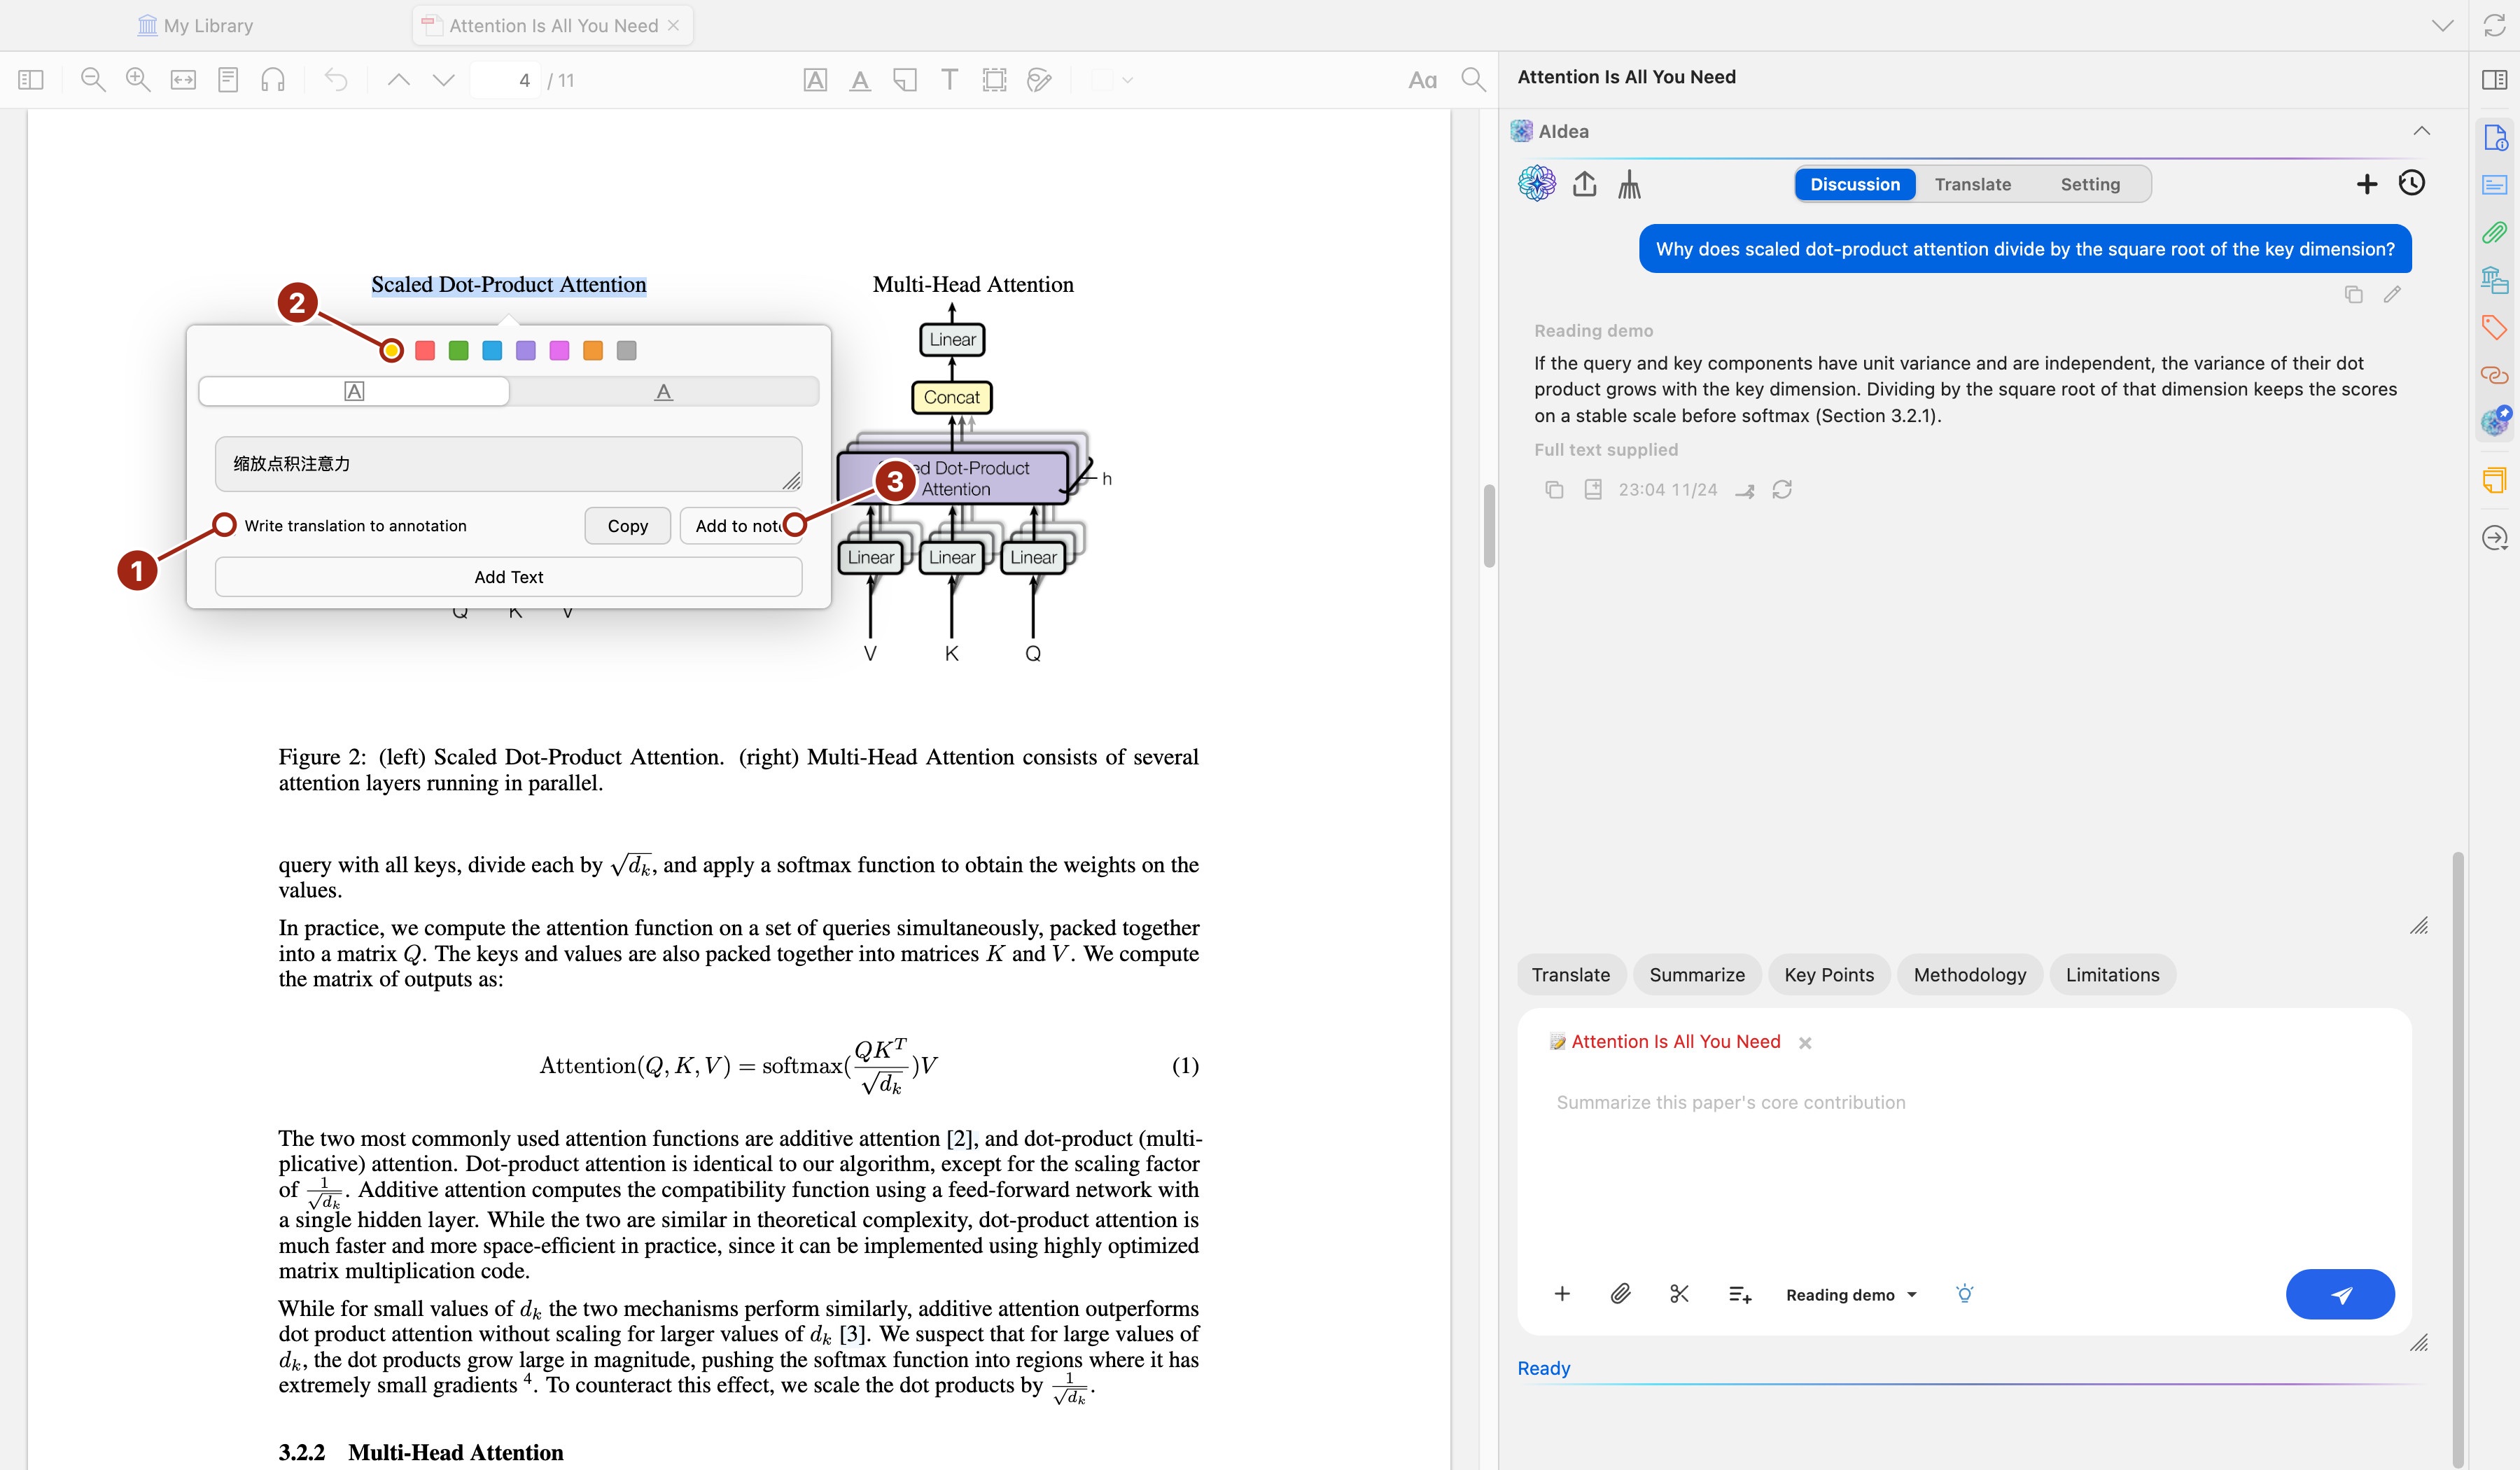 My Library
Attention Is All You Need
4 / 11
Aa
Scaled Dot-Product Attention
2
缩放点积注意力
1
Write translation to annotation
Copy
Add to note
3
Add Text
Q K V
Multi-Head Attention
Linear
Concat
Dot-Product
Attention
h
Linear Linear Linear
V K Q
Figure 2: (left) Scaled Dot-Product Attention. (right) Multi-Head Attention consists of several
attention layers running in parallel.
query with all keys, divide each by √dk, and apply a softmax function to obtain the weights on the
values.
In practice, we compute the attention function on a set of queries simultaneously, packed together
into a matrix Q. The keys and values are also packed together into matrices K and V. We compute
the matrix of outputs as:
Attention(Q, K, V) = softmax(QK^T/√dk)V (1)
The two most commonly used attention functions are additive attention [2], and dot-product (multi-
plicative) attention. Dot-product attention is identical to our algorithm, except for the scaling factor
of 1/√dk. Additive attention computes the compatibility function using a feed-forward network with
a single hidden layer. While the two are similar in theoretical complexity, dot-product attention is
much faster and more space-efficient in practice, since it can be implemented using highly optimized
matrix multiplication code.
While for small values of dk the two mechanisms perform similarly, additive attention outperforms
dot product attention without scaling for larger values of dk [3]. We suspect that for large values of
dk, the dot products grow large in magnitude, pushing the softmax function into regions where it has
extremely small gradients 4. To counteract this effect, we scale the dot products by 1/√dk.
3.2.2 Multi-Head Attention
Attention Is All You Need
AIdea
Discussion Translate Setting
Why does scaled dot-product attention divide by the square root of the key dimension?
Reading demo
If the query and key components have unit variance and are independent, the variance of their dot
product grows with the key dimension. Dividing by the square root of that dimension keeps the scores
on a stable scale before softmax (Section 3.2.1).
Full text supplied
23:04 11/24
Translate Summarize Key Points Methodology Limitations
Attention Is All You Need
Summarize this paper's core contribution
Reading demo
Ready